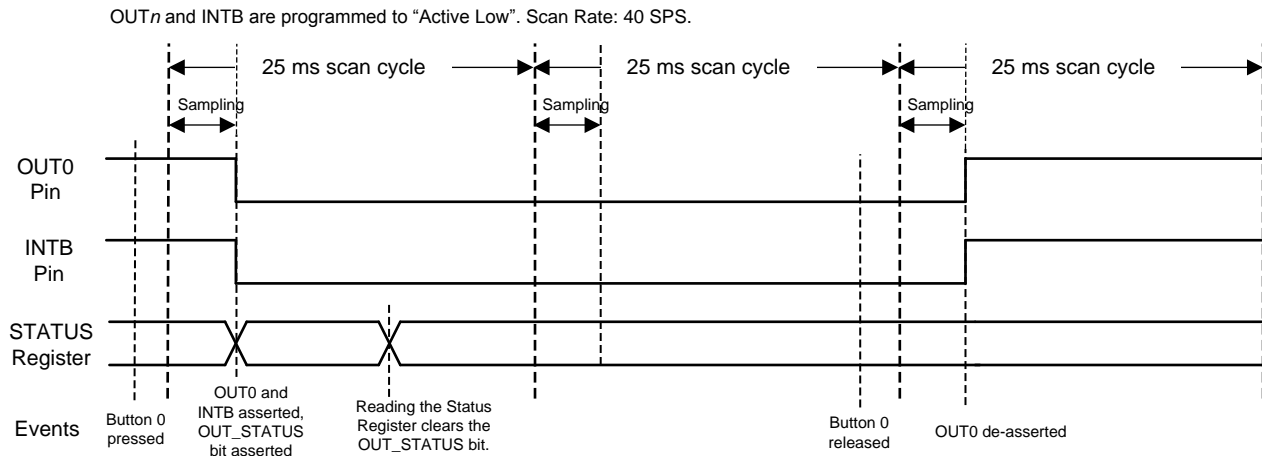 OUTn and INTB are programmed to “Active Low”. Scan Rate: 40 SPS.
25 ms scan cycle
25 ms scan cycle
25 ms scan cycle
Sampling
Sampling
Sampling
OUT0
Pin
INTB
Pin
STATUS
Register
Events
Button 0
pressed
OUT0 and
INTB asserted,
OUT_STATUS
bit asserted
Reading the Status
Register clears the
OUT_STATUS bit.
Button 0
released
OUT0 de-asserted